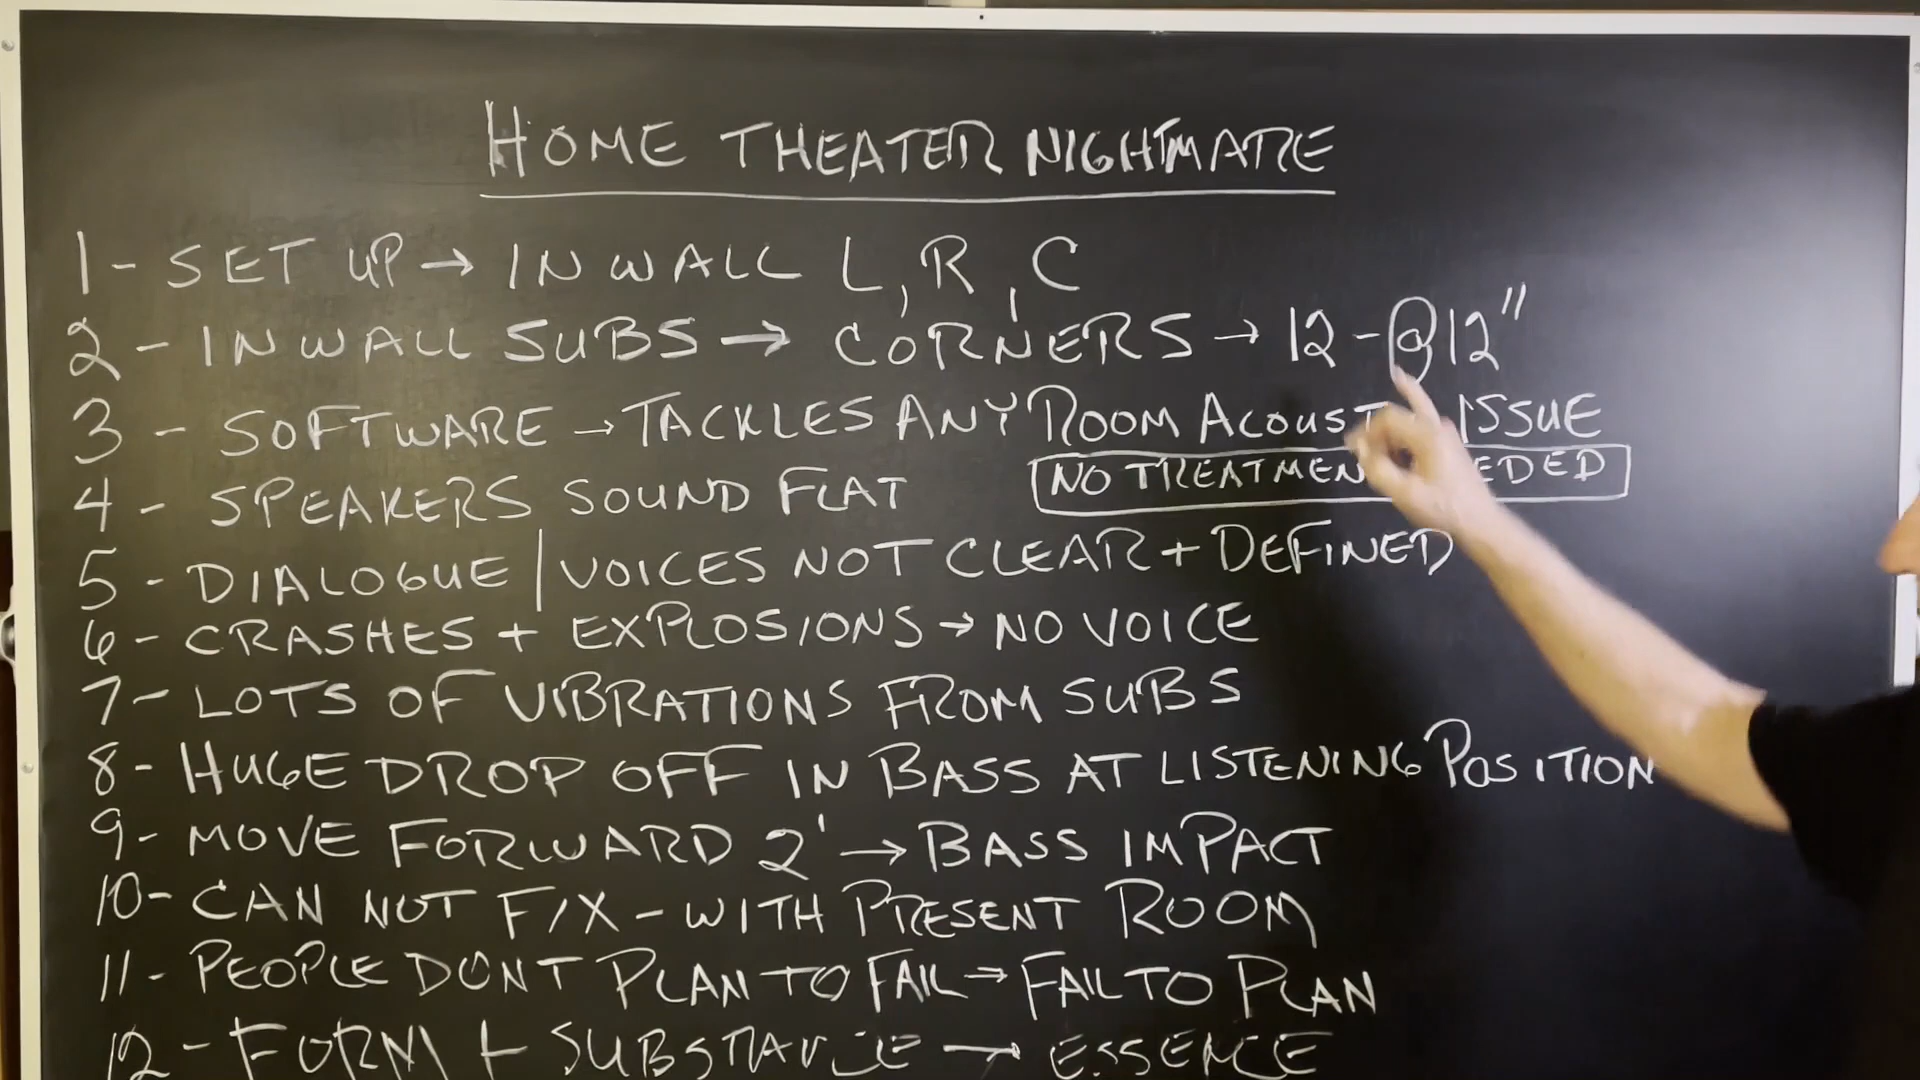 HOME THEATER NIGHTMARE
1 - SET UP → IN WALL L, R, C
2 - IN WALL SUBS → CORNERS → 12 - @ 12"
3 - SOFTWARE → TACKLES ANY ROOM ACOUST ISSUE
NO TREATMEN EDED
4 - SPEAKERS SOUND FLAT
5 - DIALOGUE | VOICES NOT CLEAR + DEFINED
6 - CRASHES + EXPLOSIONS → NO VOICE
7 - LOTS OF VIBRATIONS FROM SUBS
8 - HUGE DROP OFF IN BASS AT LISTENING POSITION
9 - MOVE FORWARD 2' → BASS IMPACT
10 - CAN NOT FIX - WITH PRESENT ROOM
11 - PEOPLE DONT PLAN TO FAIL → FAIL TO PLAN
12 - FORM + SUBSTANCE → ESSENCE